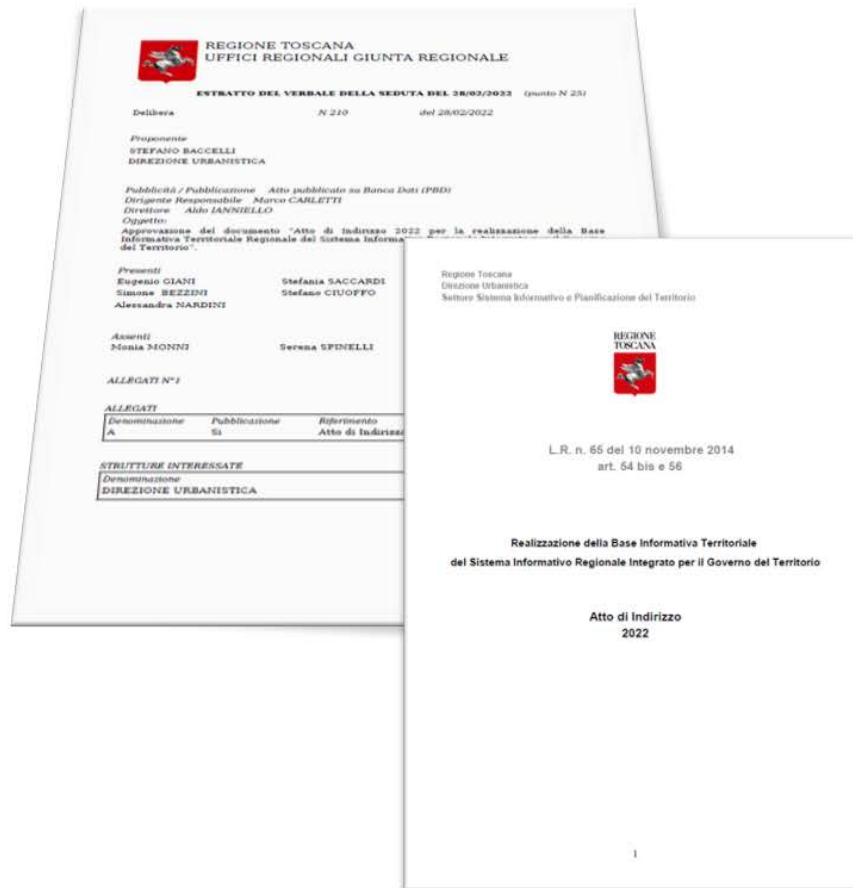 REGIONE TOSCANA
UFFICI REGIONALI GIUNTA REGIONALE
ESTRATTO DEL VERBALE DELLA SEDUTA DEL 28/02/2022 (punto N 25)
Delibera N 210 del 28/02/2022
Proponente
STEFANO BACCELLI
DIREZIONE URBANISTICA
Pubblicità / Pubblicazione Atto pubblicato su Banca Dati (PBD)
Dirigente Responsabile Marco CARLETTI
Direttore Aldo IANNIELLO
Oggetto:
Approvazione del documento "Atto di Indirizzo 2022 per la realizzazione della Base
Informativa Territoriale Regionale del Sistema
del Territorio".
Presenti
Eugenio GIANI Stefania SACCARDI
Simone BEZZINI Stefano CIUOFFO
Alessandra NARDINI
Assenti
Monia MONNI Serena SPINELLI
ALLEGATI N°1
ALLEGATI
Denominazione Pubblicazione Riferimento
A Si Atto di Indirizzo
STRUTTURE INTERESSATE
Denominazione
DIREZIONE URBANISTICA
Regione Toscana
Direzione Urbanistica
Settore Sistema Informativo e Pianificazione del Territorio
REGIONE
TOSCANA
L.R. n. 65 del 10 novembre 2014
art. 54 bis e 56
Realizzazione della Base Informativa Territoriale
del Sistema Informativo Regionale Integrato per il Governo del Territorio
Atto di Indirizzo
2022
1